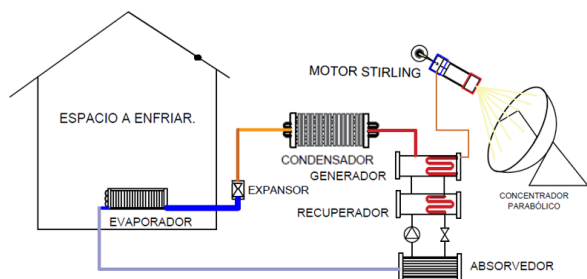 MOTOR STIRLING
ESPACIO A ENFRIAR.
CONDENSADOR
GENERADOR
EXPANSOR
EVAPORADOR
RECUPERADOR
CONCENTRADOR
PARABÓLICO
ABSORVEDOR